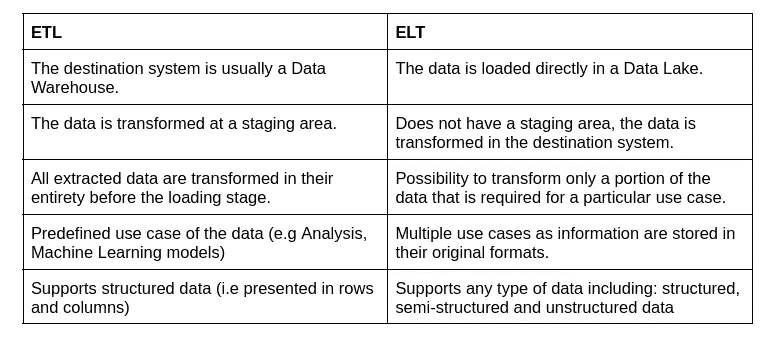 ETL
ELT
The destination system is usually a Data
Warehouse.
The data is loaded directly in a Data Lake.
The data is transformed at a staging area.
Does not have a staging area, the data is
transformed in the destination system.
All extracted data are transformed in their
entirety before the loading stage.
Possibility to transform only a portion of the
data that is required for a particular use case.
Predefined use case of the data (e.g Analysis,
Machine Learning models)
Multiple use cases as information are stored in
their original formats.
Supports structured data (i.e presented in rows
and columns)
Supports any type of data including: structured,
semi-structured and unstructured data